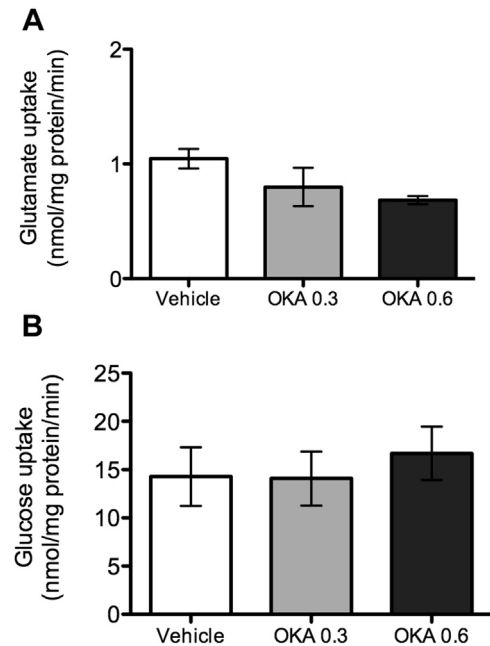 A
Glutamate uptake
(nmol/mg protein/min)
2
1
0
Vehicle
OKA 0.3
OKA 0.6
B
Glucose uptake
(nmol/mg protein/min)
25
20
15
10
5
0
Vehicle
OKA 0.3
OKA 0.6